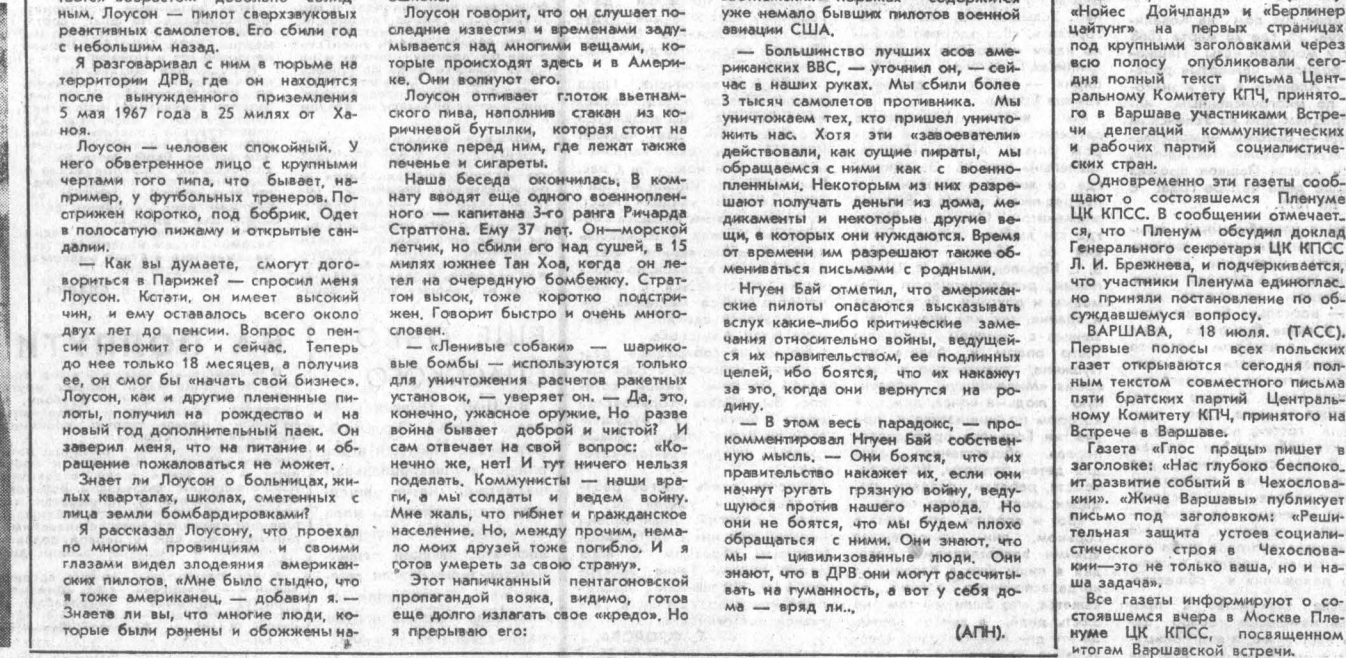 ным. Лоусон — пилот сверхзвуковых
реактивных самолетов. Его сбили год
с небольшим назад.
Я разговаривал с ним в тюрьме на
территории ДРВ, где он находится
после вынужденного приземления
5 мая 1967 года в 25 милях от Ха-
ноя.
Лоусон — человек спокойный. У
него обветренное лицо с крупными
чертами того типа, что бывает, на-
пример, у футбольных тренеров. По-
стрижен коротко, под бобрик. Одет
в полосатую пижаму и открытые сан-
далии.
— Как вы думаете, смогут дого-
вориться в Париже? — спросил меня
Лоусон. Кстати, он имеет высокий
чин, и ему оставалось всего около
двух лет до пенсии. Вопрос о пен-
сии тревожит его и сейчас. Теперь
до нее только 18 месяцев, а получив
ее, он смог бы «начать свой бизнес».
Лоусон, как и другие плененные пи-
лоты, получил на рождество и на
новый год дополнительный паек. Он
заверил меня, что на питание и об-
ращение пожаловаться не может.
Знает ли Лоусон о больницах, жи-
лых кварталах, школах, сметенных с
лица земли бомбардировками?
Я рассказал Лоусону, что проехал
по многим провинциям и своими
глазами видел злодеяния американ-
ских пилотов. «Мне было стыдно, что
я тоже американец, — добавил я. —
Знаете ли вы, что многие люди, ко-
торые были ранены и обожжены на-
Лоусон говорит, что он слушает по-
следние известия и временами заду-
мывается над многими вещами, ко-
торые происходят здесь и в Амери-
ке. Они волнуют его.
Лоусон отпивает глоток вьетнам-
ского пива, наполнив стакан из ко-
ричневой бутылки, которая стоит на
столике перед ним, где лежат также
печенье и сигареты.
Наша беседа окончилась. В ком-
нату вводят еще одного военноплен-
ного — капитана 3-го ранга Ричарда
Страттона. Ему 37 лет. Он—морской
летчик, но сбили его над сушей, в 15
милях южнее Тан Хоа, когда он ле-
тел на очередную бомбежку. Страт-
тон высок, тоже коротко подстри-
жен. Говорит быстро и очень много-
словен.
— «Ленивые собаки» — шарико-
вые бомбы — используются только
для уничтожения расчетов ракетных
установок, — уверяет он. — Да, это,
конечно, ужасное оружие. Но разве
война бывает доброй и чистой? И
сам отвечает на свой вопрос: «Ко-
нечно же, нет! И тут ничего нельзя
поделать. Коммунисты — наши вра-
ги, а мы солдаты и ведем войну.
Мне жаль, что гибнет и гражданское
население. Но, между прочим, нема-
ло моих друзей тоже погибло. И я
готов умереть за свою страну».
Этот напичканный пентагоновской
пропагандой вояка, видимо, готов
еще долго излагать свое «кредо». Но
я прерываю его:
уже немало бывших пилотов военной
авиации США.
— Большинство лучших асов аме-
риканских ВВС, — уточнил он, — сей-
час в наших руках. Мы сбили более
3 тысяч самолетов противника. Мы
уничтожаем тех, кто пришел уничто-
жить нас. Хотя эти «завоеватели»
действовали, как сущие пираты, мы
обращаемся с ними как с военно-
пленными. Некоторым из них разре-
шают получать деньги из дома, ме-
дикаменты и некоторые другие ве-
щи, в которых они нуждаются. Время
от времени им разрешают также об-
мениваться письмами с родными.
Нгуен Бай отметил, что американ-
ские пилоты опасаются высказывать
вслух какие-либо критические заме-
чания относительно войны, ведущей-
ся их правительством, ее подлинных
целей, ибо боятся, что их накажут
за это, когда они вернутся на ро-
дину.
— В этом весь парадокс, — про-
комментировал Нгуен Бай собствен-
ную мысль. — Они боятся, что их
правительство накажет их, если они
начнут ругать грязную войну, веду-
щуюся против нашего народа. Но
они не боятся, что мы будем плохо
обращаться с ними. Они знают, что
мы — цивилизованные люди. Они
знают, что в ДРВ они могут рассчиты-
вать на гуманность, а вот у себя до-
ма — вряд ли...
(АПН).
«Нойес Дойчланд» и «Берлинер
цайтунг» на первых страницах
под крупными заголовками через
всю полосу опубликовали сего-
дня полный текст письма Цент-
ральному Комитету КПЧ, принято-
го в Варшаве участниками Встре-
чи делегаций коммунистических
и рабочих партий социалистиче-
ских стран.
Одновременно эти газеты сооб-
щают о состоявшемся Пленуме
ЦК КПСС. В сообщении отмечает-
ся, что Пленум обсудил доклад
Генерального секретаря ЦК КПСС
Л. И. Брежнева, и подчеркивается,
что участники Пленума единоглас-
но приняли постановление по об-
суждавшемуся вопросу.
ВАРШАВА, 18 июля. (ТАСС).
Первые полосы всех польских
газет открываются сегодня пол-
ным текстом совместного письма
пяти братских партий Централь-
ному Комитету КПЧ, принятого на
Встрече в Варшаве.
Газета «Глос працы» пишет в
заголовке: «Нас глубоко беспоко-
ит развитие событий в Чехослова-
кии». «Жиче Варшавы» публикует
письмо под заголовком: «Реши-
тельная защита устоев социали-
стического строя в Чехослова-
кии—это не только ваша, но и на-
ша задача».
Все газеты информируют о со-
стоявшемся вчера в Москве Пле-
нуме ЦК КПСС, посвященном
итогам Варшавской встречи.